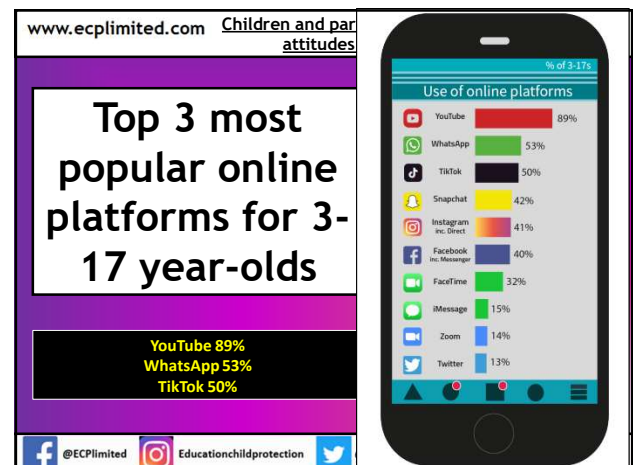 www.ecplimited.com
Children and par
attitudes
Top 3 most
popular online
platforms for 3-
17 year-olds
YouTube 89%
WhatsApp 53%
TikTok 50%
@ECPlimited
Educationchildprotection
% of 3-17s
Use of online platforms
YouTube 89%
WhatsApp 53%
TikTok 50%
Snapchat 42%
Instagram
inc. Direct
41%
Facebook
inc. Messenger
40%
FaceTime 32%
iMessage 15%
Zoom 14%
Twitter 13%